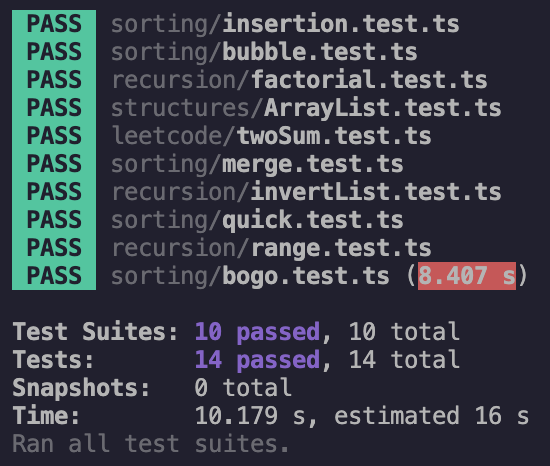 PASS sorting/insertion.test.ts
PASS sorting/bubble.test.ts
PASS recursion/factorial.test.ts
PASS structures/ArrayList.test.ts
PASS leetcode/twoSum.test.ts
PASS sorting/merge.test.ts
PASS recursion/invertList.test.ts
PASS sorting/quick.test.ts
PASS recursion/range.test.ts
PASS sorting/bogo.test.ts (8.407 s)
Test Suites: 10 passed, 10 total
Tests: 14 passed, 14 total
Snapshots: 0 total
Time: 10.179 s, estimated 16 s
Ran all test suites.